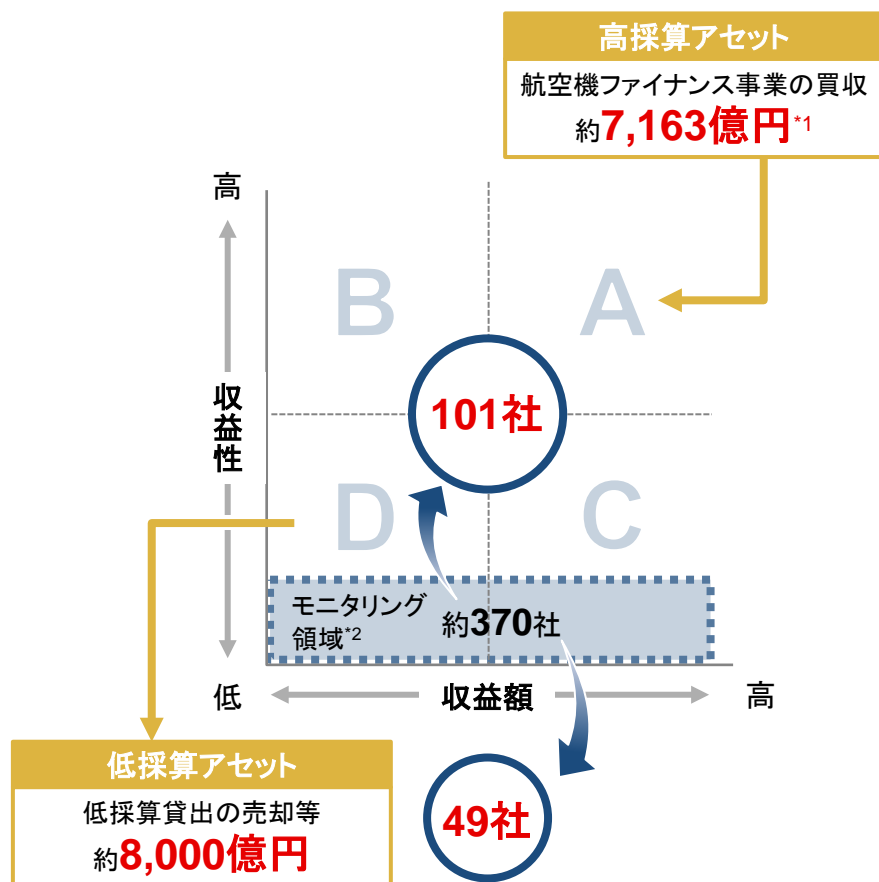 高採算アセット
航空機ファイナンス事業の買収
約7,163億円*1
高
B
A
収益性
101社
D
C
モニタリング
領域*2
約370社
低
収益額
高
低採算アセット
低採算貸出の売却等
約8,000億円
49社